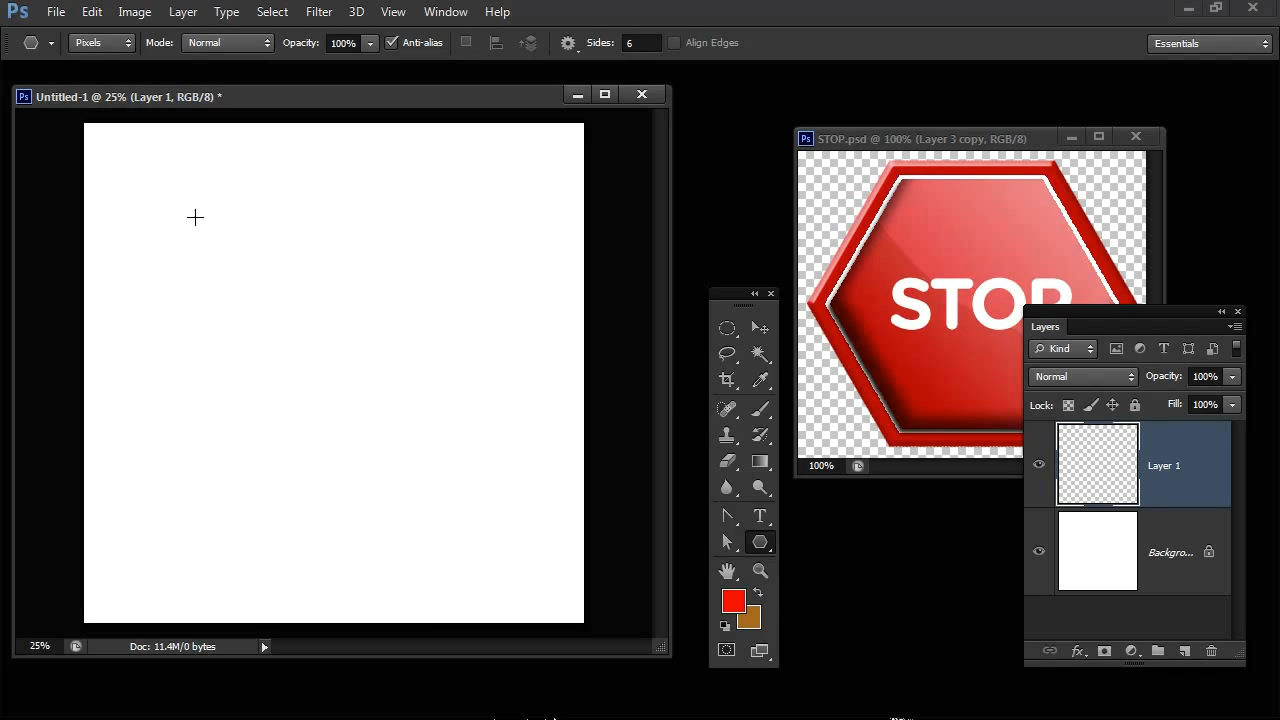 Ps File Edit Image Layer Type Select Filter 3D View Window Help
Pixels Mode: Normal Opacity: 100% Anti-alias Sides: 6 Align Edges Essentials
Ps Untitled-1 @ 25% (Layer 1, RGB/8) *
Ps STOP.psd @ 100% (Layer 3 copy, RGB/8)
STOP
100%
Layers
Kind
Normal Opacity: 100%
Lock: Fill: 100%
Layer 1
Backgro...
25% Doc: 11.4M/0 bytes